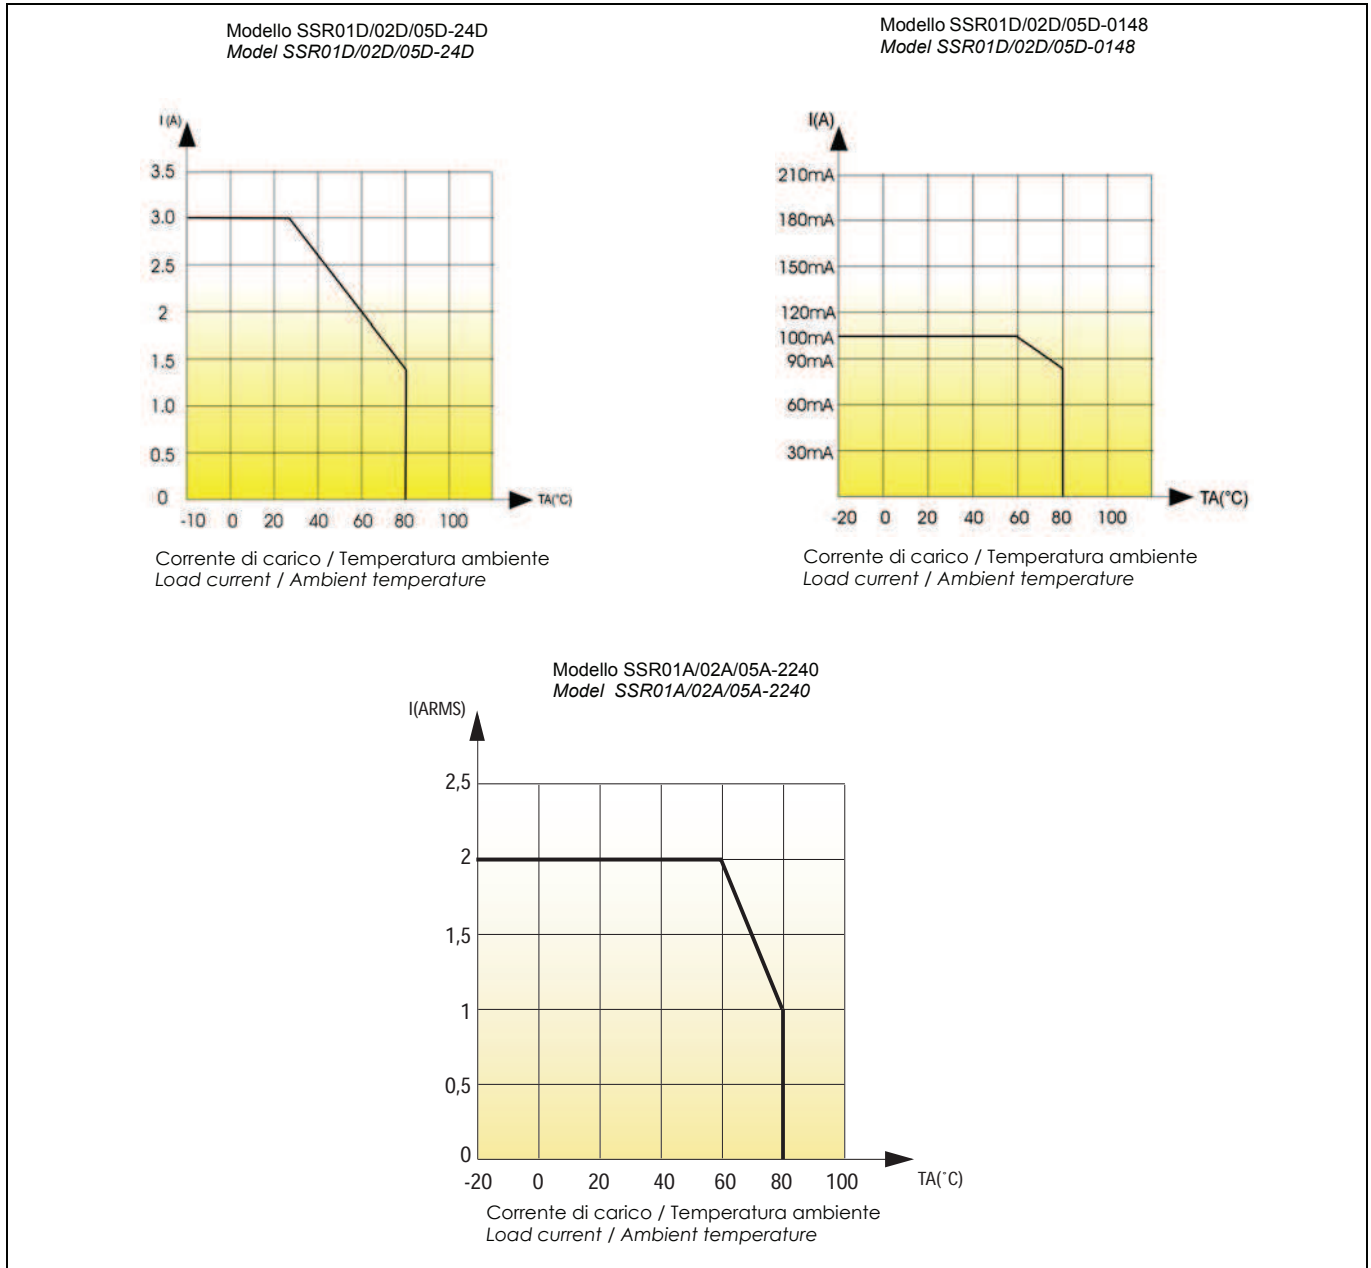 Modello SSR01D/02D/05D-24D
Model SSR01D/02D/05D-24D
I (A)
3.5
3.0
2.5
2
1.5
1.0
0.5
0
-10 0 20 40 60 80 100
TA(°C)
Corrente di carico / Temperatura ambiente
Load current / Ambient temperature
Modello SSR01D/02D/05D-0148
Model SSR01D/02D/05D-0148
I(A)
210mA
180mA
150mA
120mA
100mA
90mA
60mA
30mA
-20 0 20 40 60 80 100
TA(°C)
Corrente di carico / Temperatura ambiente
Load current / Ambient temperature
Modello SSR01A/02A/05A-2240
Model SSR01A/02A/05A-2240
I(ARMS)
2,5
2
1,5
1
0,5
0
-20 0 20 40 60 80 100
TA(°C)
Corrente di carico / Temperatura ambiente
Load current / Ambient temperature